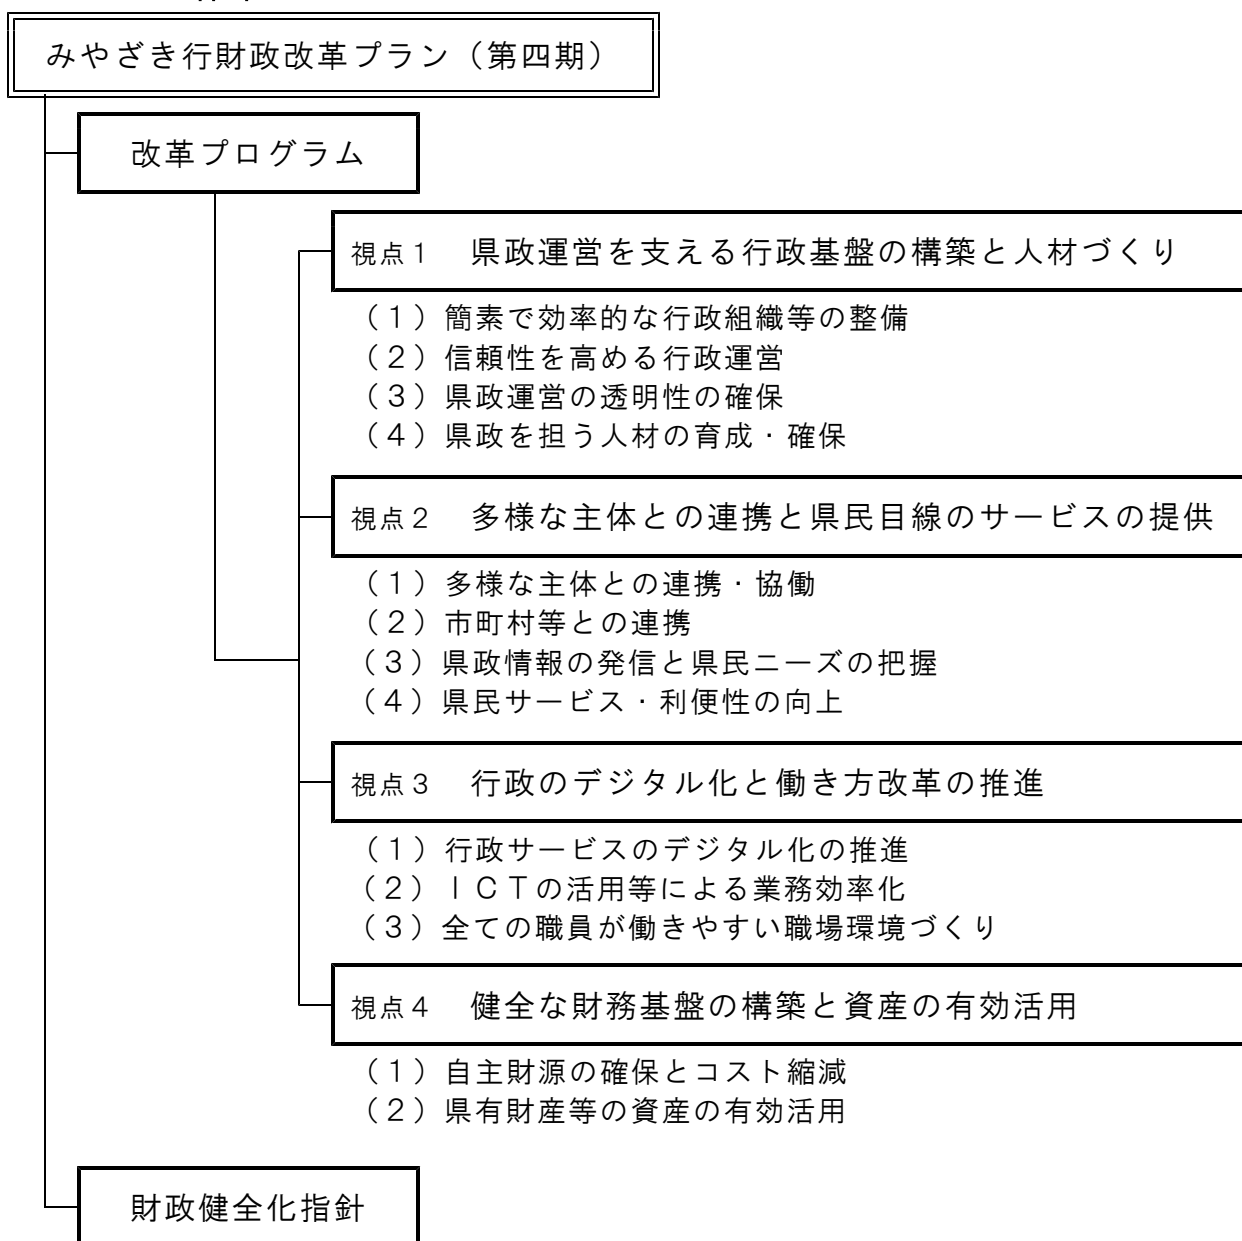 みやざき行財政改革プラン（第四期）
改革プログラム
視点１　県政運営を支える行政基盤の構築と人材づくり
（１）簡素で効率的な行政組織等の整備
（２）信頼性を高める行政運営
（３）県政運営の透明性の確保
（４）県政を担う人材の育成・確保
視点２　多様な主体との連携と県民目線のサービスの提供
（１）多様な主体との連携・協働
（２）市町村等との連携
（３）県政情報の発信と県民ニーズの把握
（４）県民サービス・利便性の向上
視点３　行政のデジタル化と働き方改革の推進
（１）行政サービスのデジタル化の推進
（２）ＩＣＴの活用等による業務効率化
（３）全ての職員が働きやすい職場環境づくり
視点４　健全な財務基盤の構築と資産の有効活用
（１）自主財源の確保とコスト縮減
（２）県有財産等の資産の有効活用
財政健全化指針